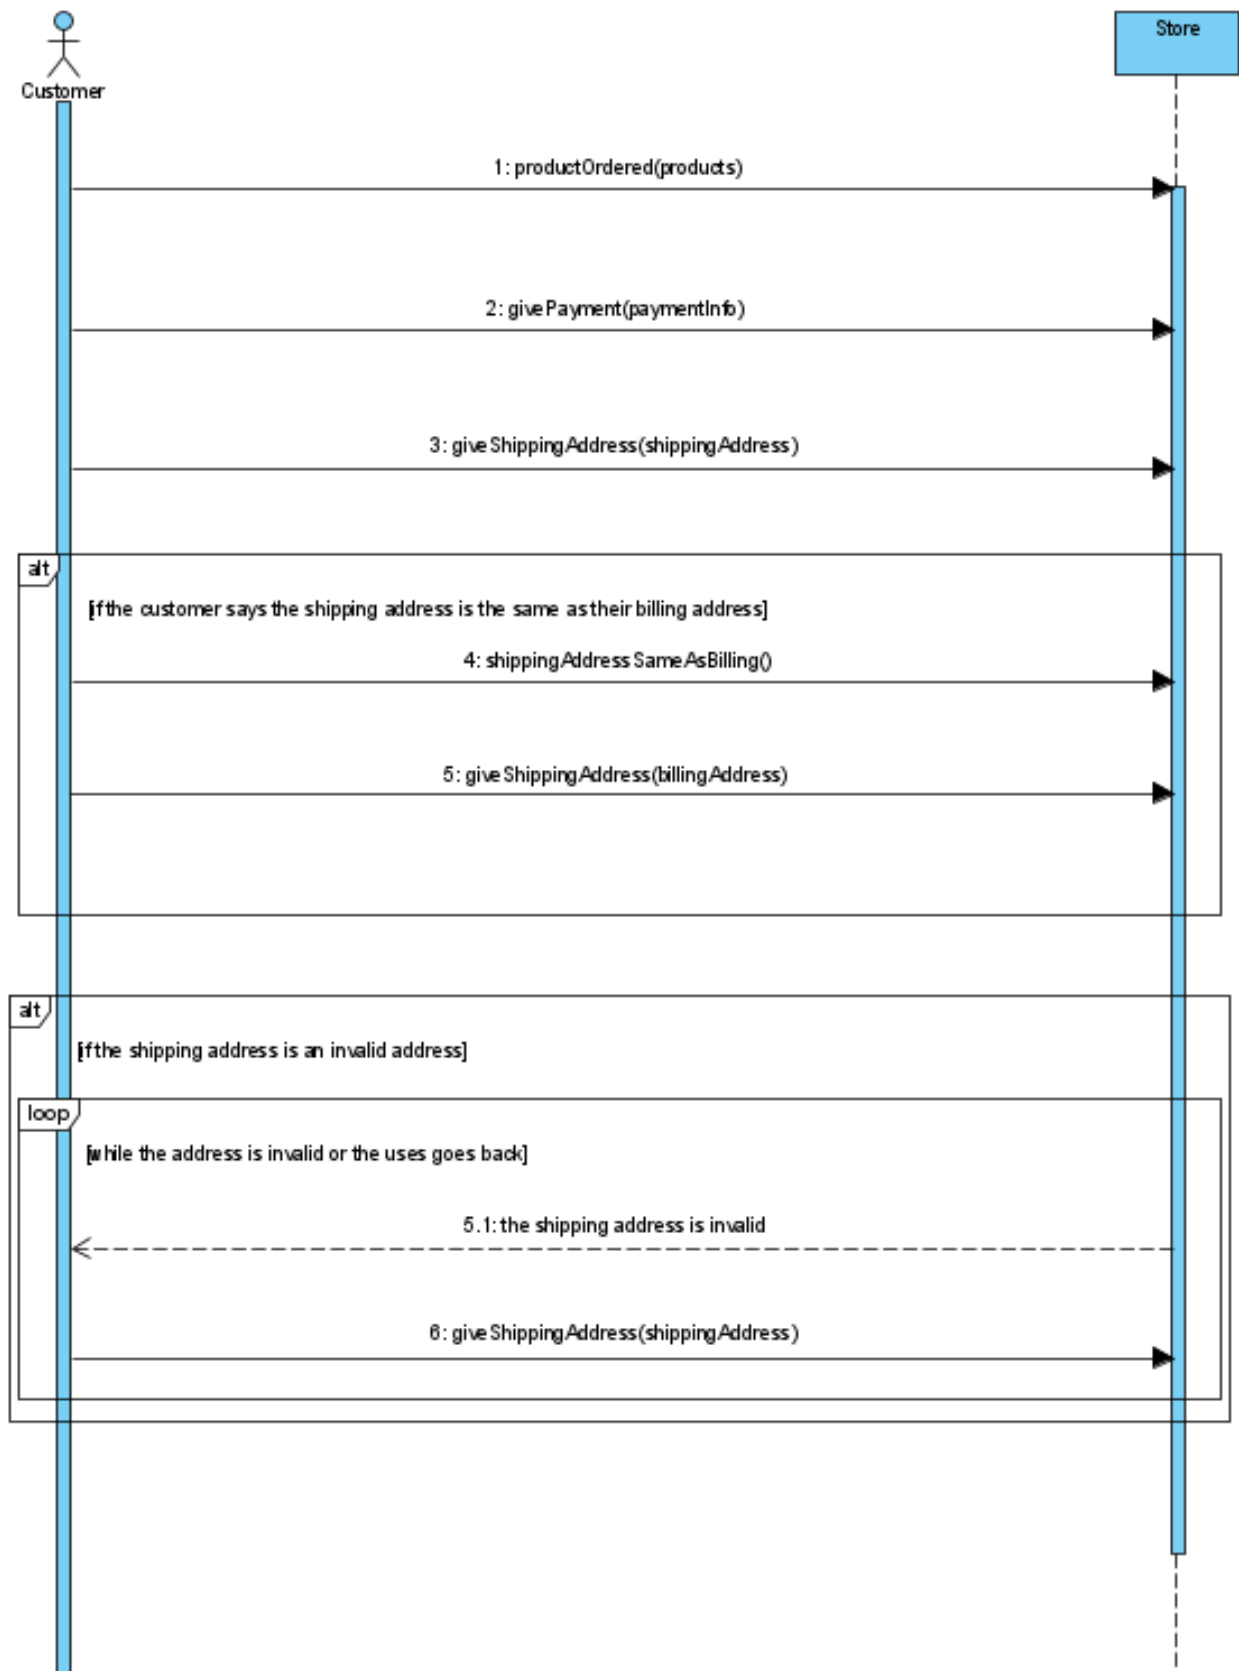 Customer
Store
1: productOrdered(products)
2: givePayment(paymentInfo)
3: giveShippingAddress(shippingAddress)
alt
[if the customer says the shipping address is the same as their billing address]
4: shippingAddressSameAsBilling()
5: giveShippingAddress(billingAddress)
alt
[if the shipping address is an invalid address]
loop
[while the address is invalid or the uses goes back]
5.1: the shipping address is invalid
6: giveShippingAddress(shippingAddress)